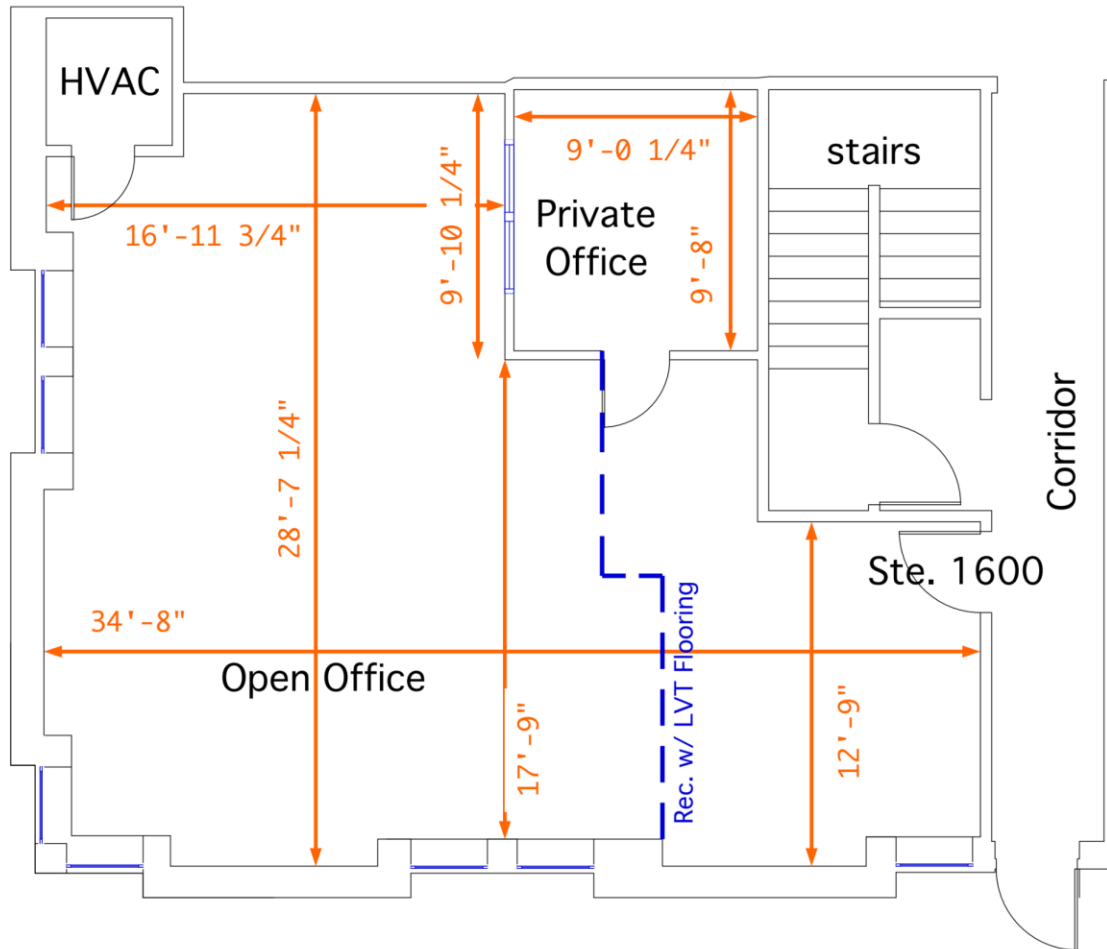 HVAC
9'-0 1/4"
stairs
16'-11 3/4"
9'-10 1/4"
Private
Office
9'-8"
28'-7 1/4"
Corridor
Ste. 1600
34'-8"
Open Office
17'-9"
Rec. w/ LVT Flooring
12'-9"